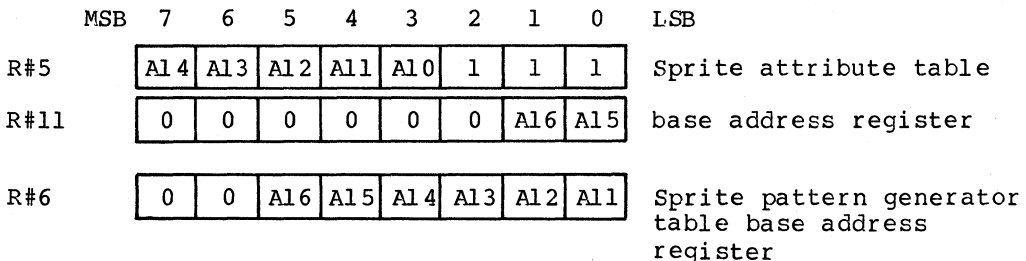 MSB 7 6 5 4 3 2 1 0 LSB
R#5 A14 A13 A12 A11 A10 1 1 1 Sprite attribute table
R#11 0 0 0 0 0 0 A16 A15 base address register
R#6 0 0 A16 A15 A14 A13 A12 A11 Sprite pattern generator
table base address
register